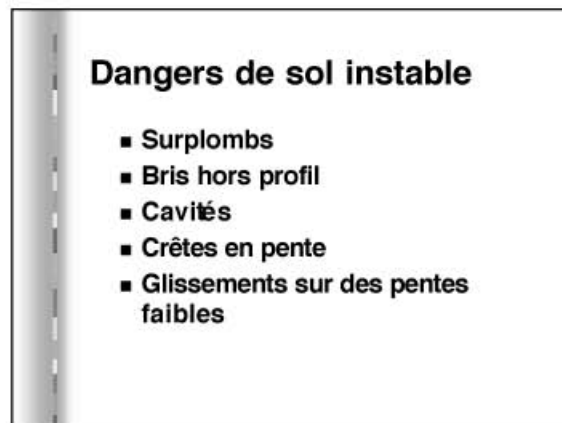 Dangers de sol instable
■ Surplombs
■ Bris hors profil
■ Cavités
■ Crêtes en pente
■ Glissements sur des pentes
faibles